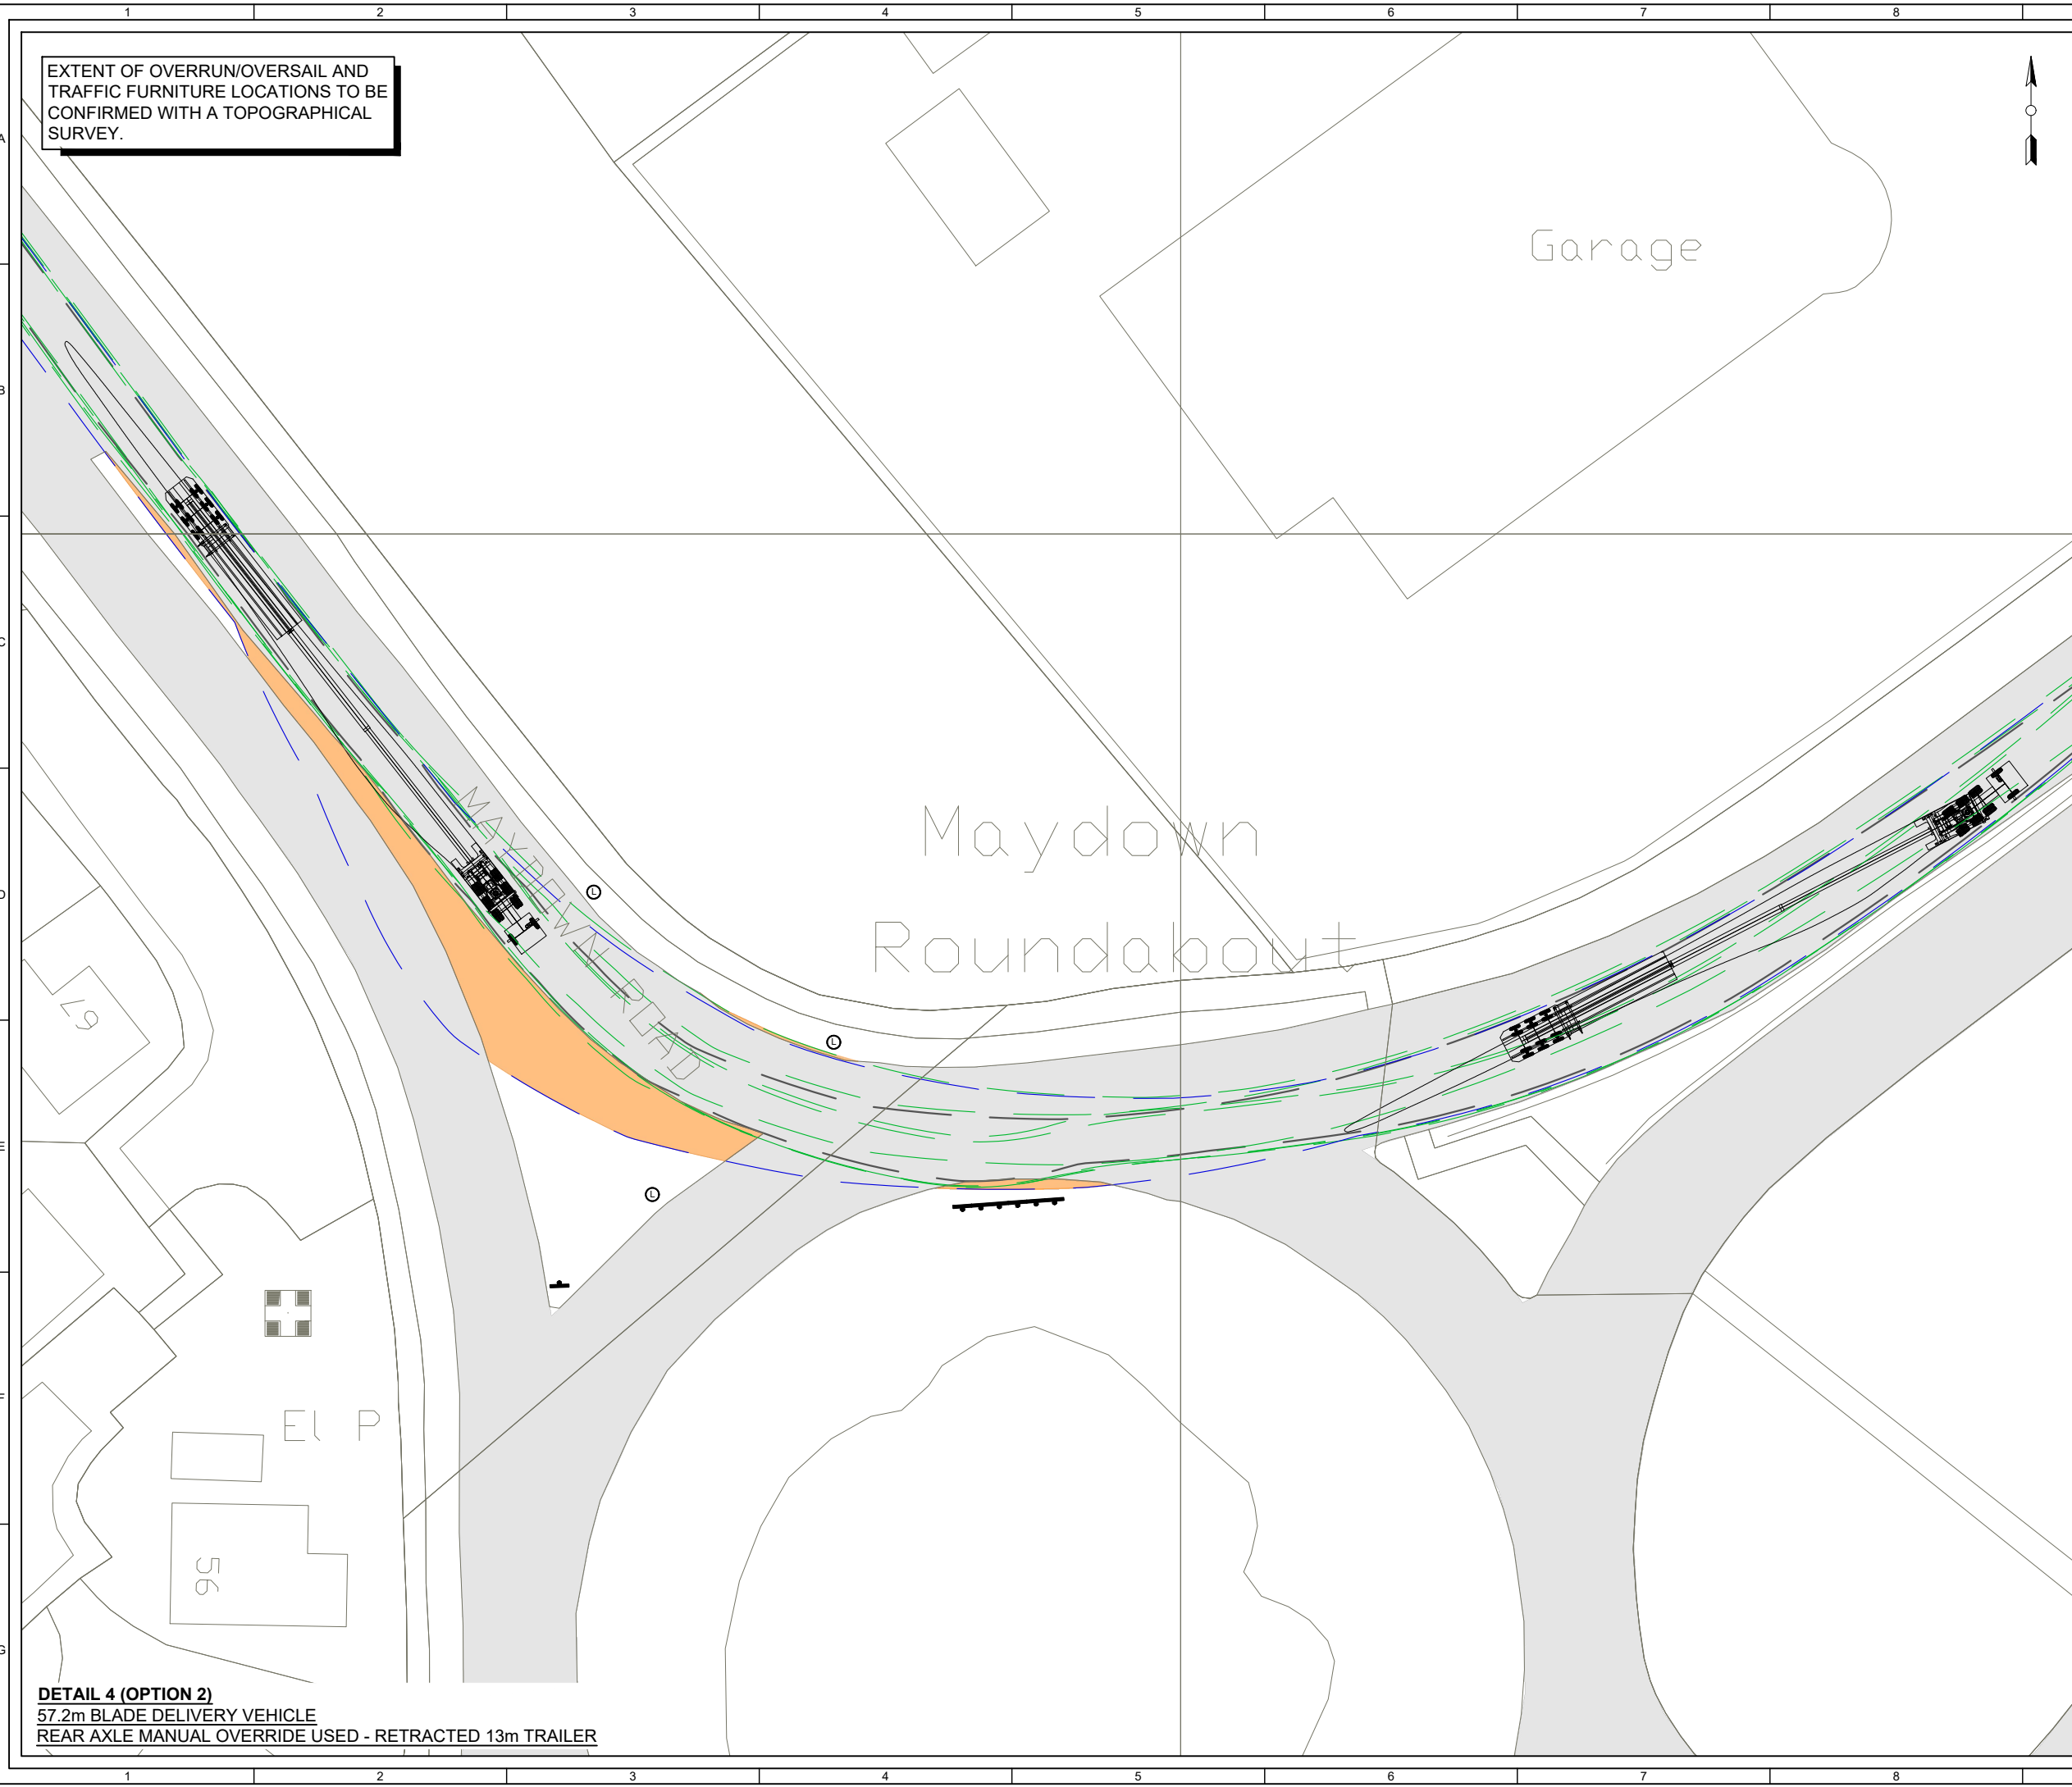 1 2 3 4 5 6 7 8
EXTENT OF OVERRUN/OVERSAIL AND
TRAFFIC FURNITURE LOCATIONS TO BE
CONFIRMED WITH A TOPOGRAPHICAL
SURVEY.
A
Garage
B
C
MAYDOWN ROAD
Maydown
Roundabout
D
L
L
67
E
L
F
El P
56
G
DETAIL 4 (OPTION 2)
57.2m BLADE DELIVERY VEHICLE
REAR AXLE MANUAL OVERRIDE USED - RETRACTED 13m TRAILER
1 2 3 4 5 6 7 8